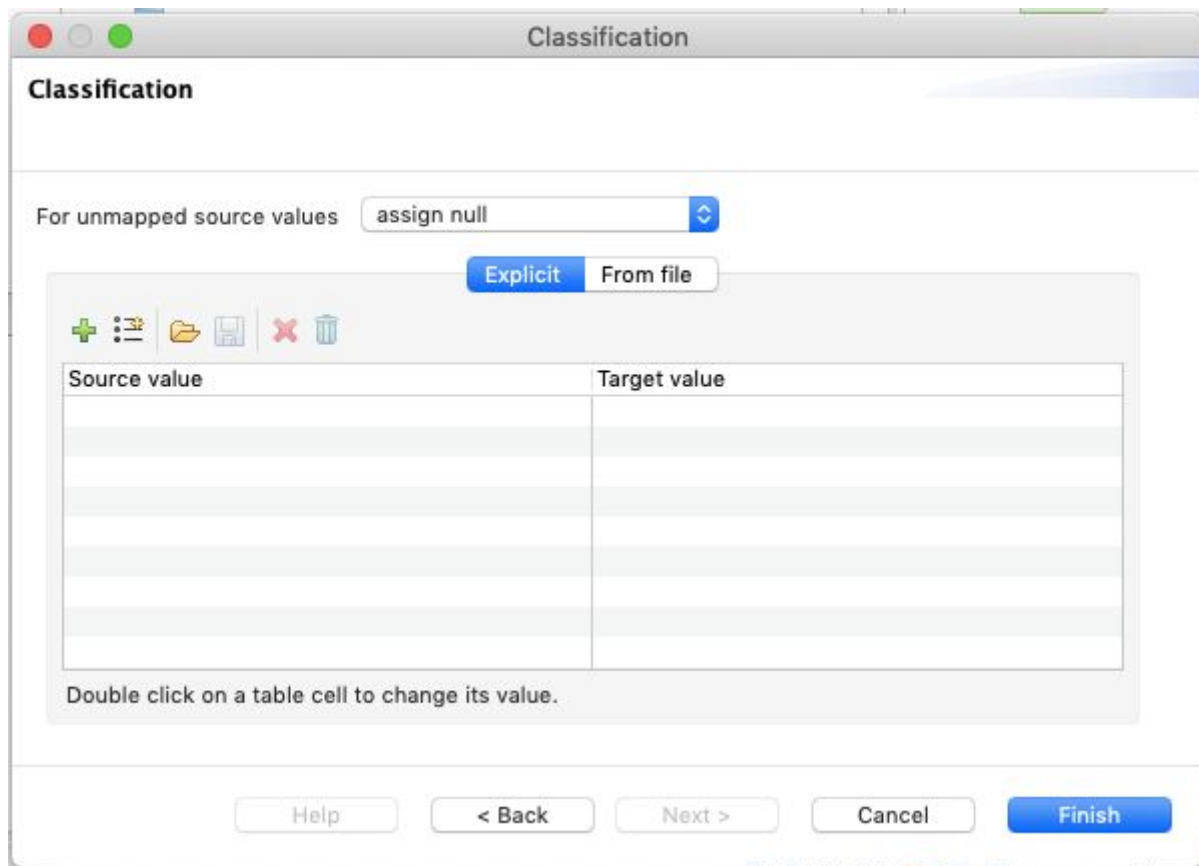 Classification
Classification
For unmapped source values assign null
Explicit From file
Source value Target value
Double click on a table cell to change its value.
Help < Back Next > Cancel Finish